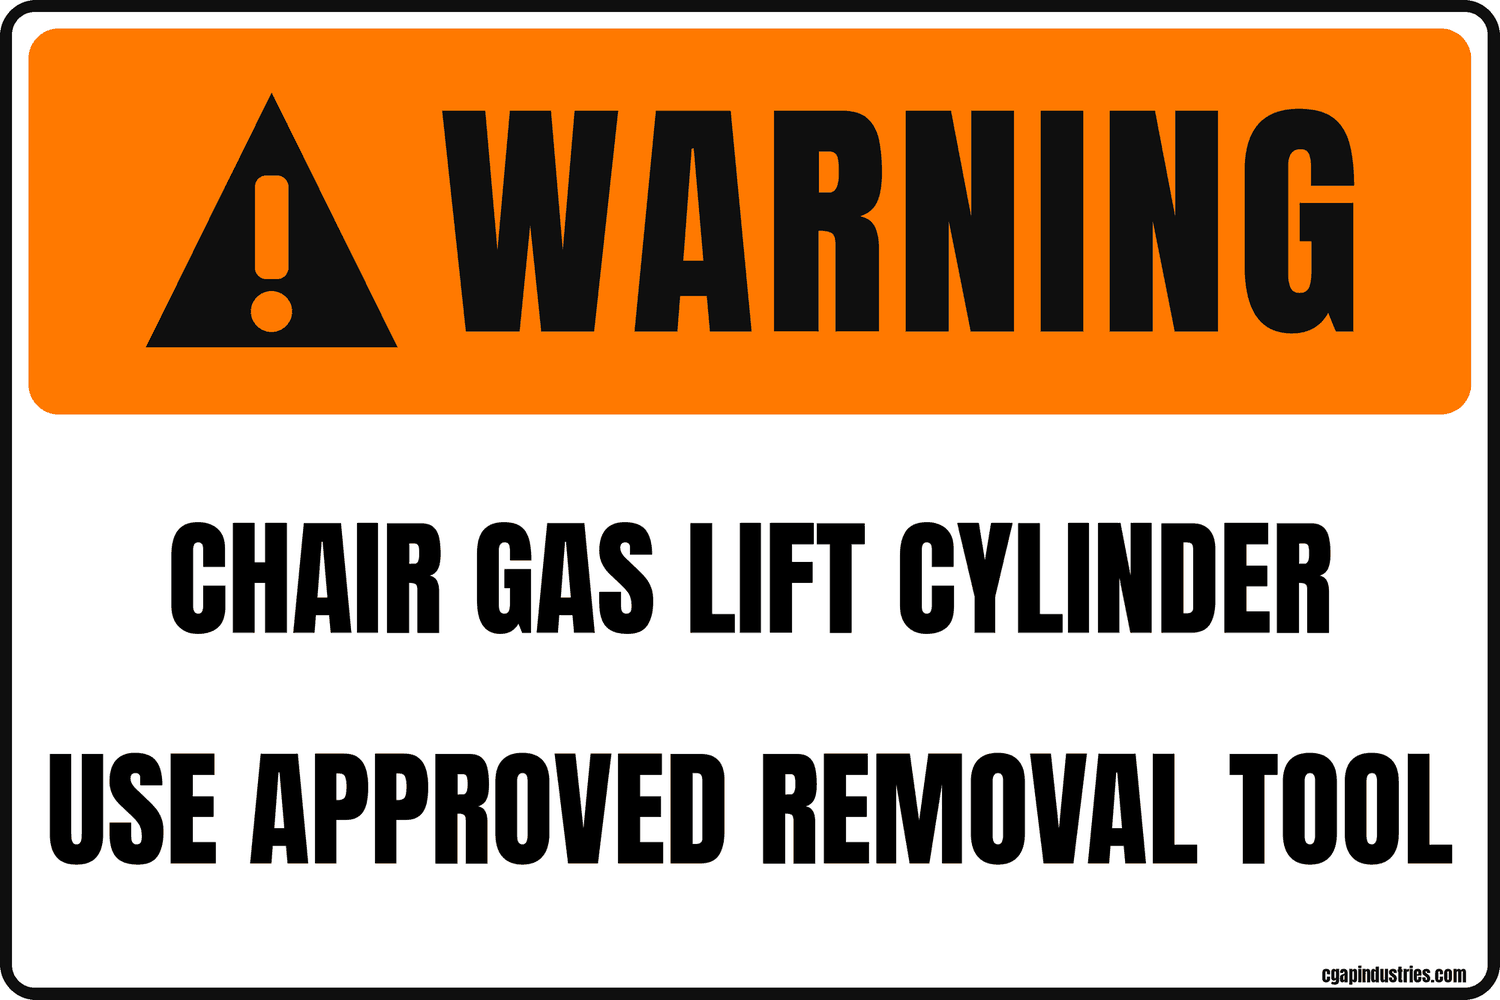 WARNING
CHAIR GAS LIFT CYLINDER
USE APPROVED REMOVAL TOOL
cgapindustries.com